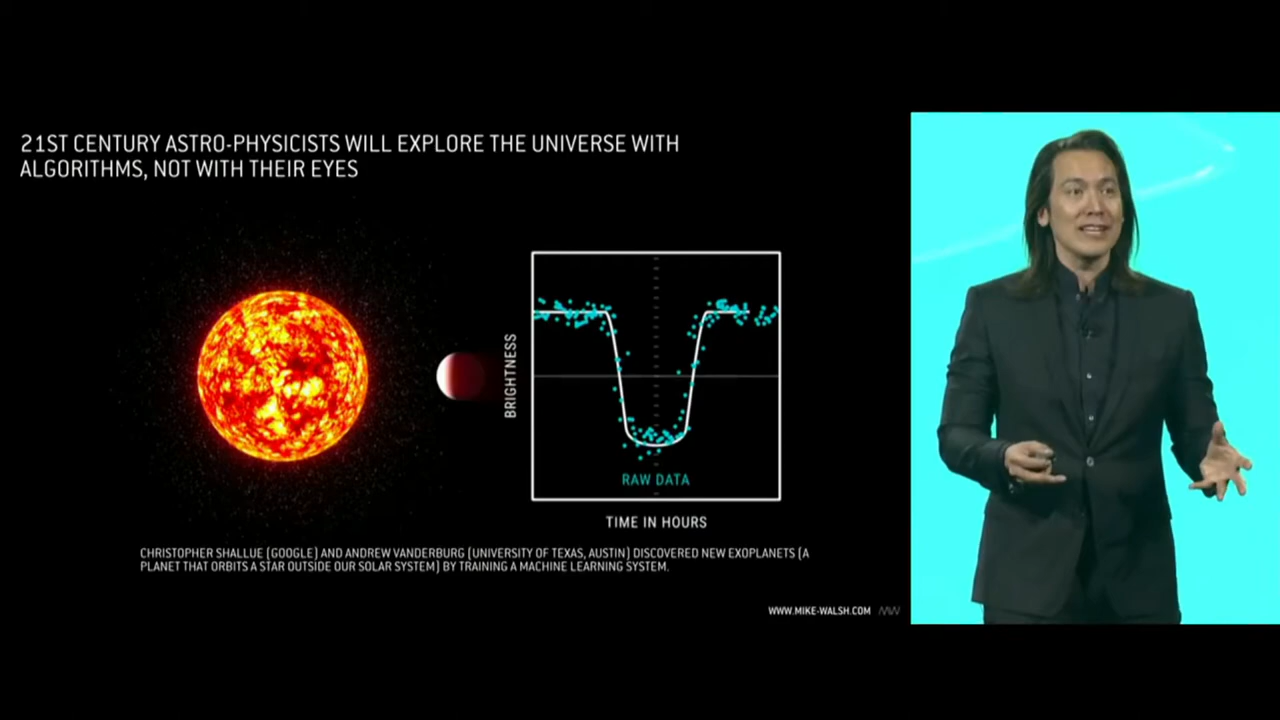 21ST CENTURY ASTRO-PHYSICISTS WILL EXPLORE THE UNIVERSE WITH
ALGORITHMS, NOT WITH THEIR EYES
BRIGHTNESS
RAW DATA
TIME IN HOURS
CHRISTOPHER SHALLUE (GOOGLE) AND ANDREW VANDERBURG (UNIVERSITY OF TEXAS, AUSTIN) DISCOVERED NEW EXOPLANETS (A
PLANET THAT ORBITS A STAR OUTSIDE OUR SOLAR SYSTEM) BY TRAINING A MACHINE LEARNING SYSTEM.
WWW.MIKE-WALSH.COM MW